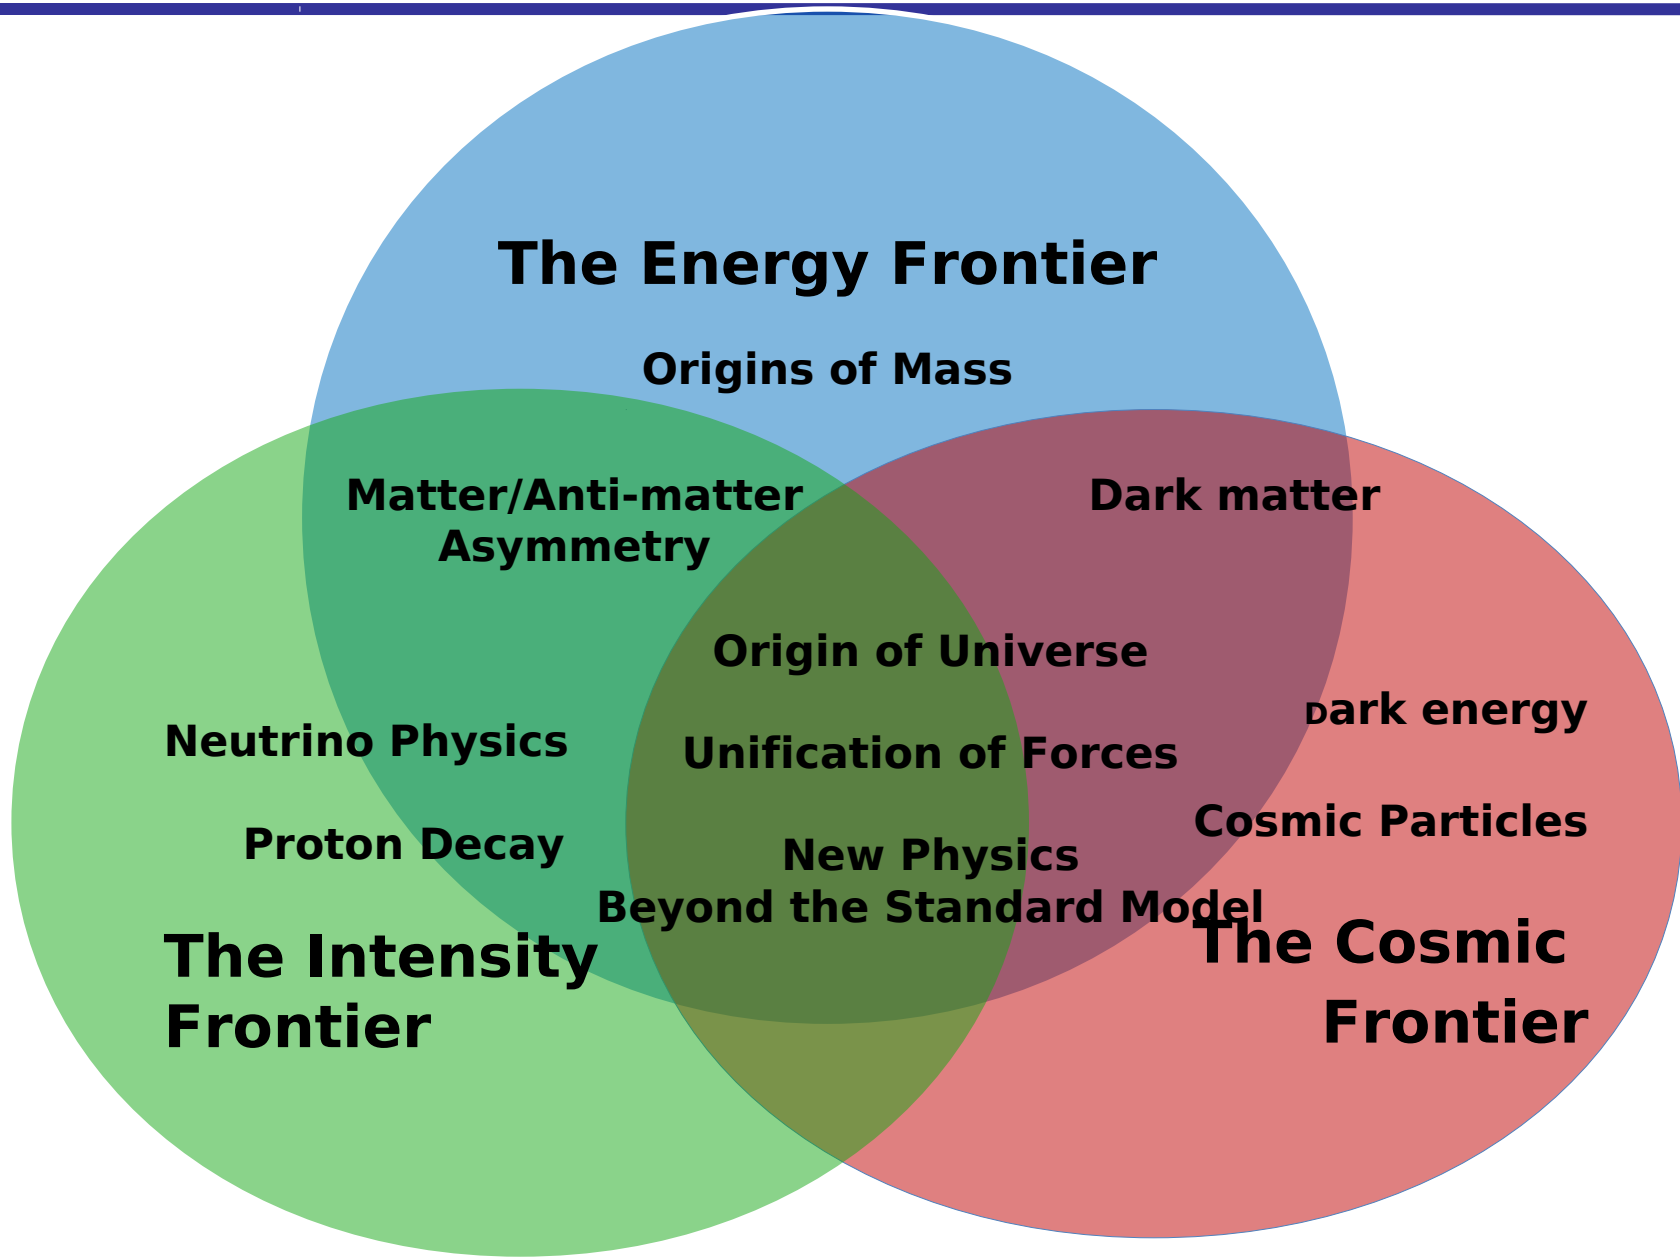 The Energy Frontier
Origins of Mass
Matter/Anti-matter
Asymmetry
Dark matter
Origin of Universe
Dark energy
Neutrino Physics
Unification of Forces
Cosmic Particles
Proton Decay
New Physics
Beyond the Standard Model
The Intensity
Frontier
The Cosmic
Frontier